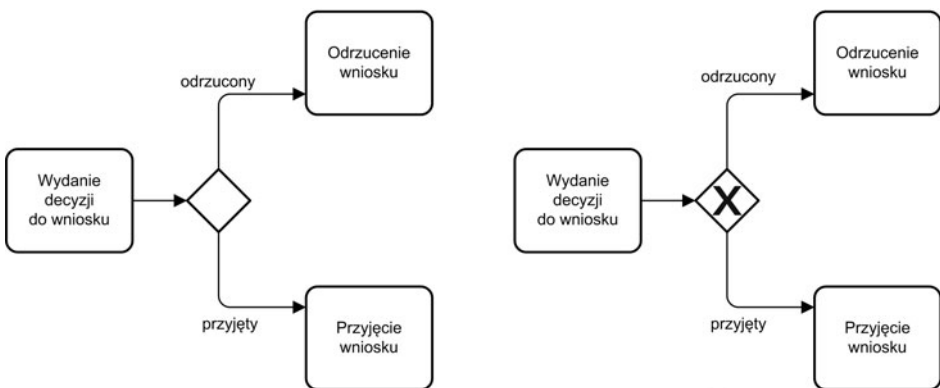 Odrzucenie
wniosku
odrzucony
Wydanie
decyzji
do wniosku
przyjęty
Przyjęcie
wniosku
Odrzucenie
wniosku
odrzucony
Wydanie
decyzji
do wniosku
X
przyjęty
Przyjęcie
wniosku